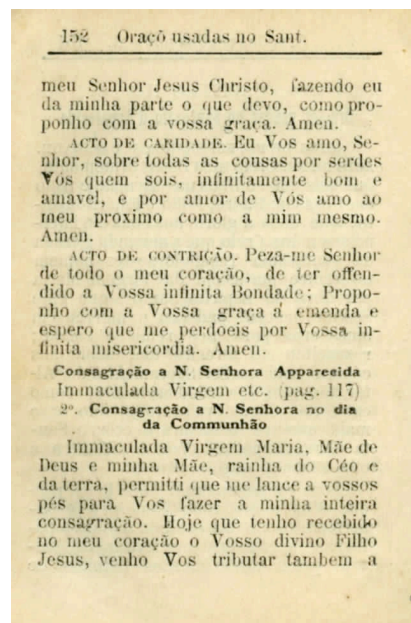 152 Oraçõ usadas no Sant.
meu Senhor Jesus Christo, fazendo eu
da minha parte o que devo, como pro-
ponho com a vossa graça. Amen.
ACTO DE CARIDADE. Eu Vos amo, Se-
nhor, sobre todas as cousas por serdes
Vós quem sois, infinitamente bom e
amavel, e por amor de Vós amo ao
meu proximo como a mim mesmo.
Amen.
ACTO DE CONTRIÇÃO. Peza-me Senhor
de todo o meu coração, de ter offen-
dido a Vossa infinita Bondade; Propo-
nho com a Vossa graça á emenda e
espero que me perdoeis por Vossa in-
finita misericordia. Amen.
Consagração a N. Senhora Apparecida
Immaculada Virgem etc. (pag. 117)
2º. Consagração a N. Senhora no dia
da Communhão
Immaculada Virgem Maria, Mãe de
Deus e minha Mãe, rainha do Céo e
da terra, permitti que me lance a vossos
pés para Vos fazer a minha inteira
consagração. Hoje que tenho recebido
no meu coração o Vosso divino Filho
Jesus, venho Vos tributar tambem a